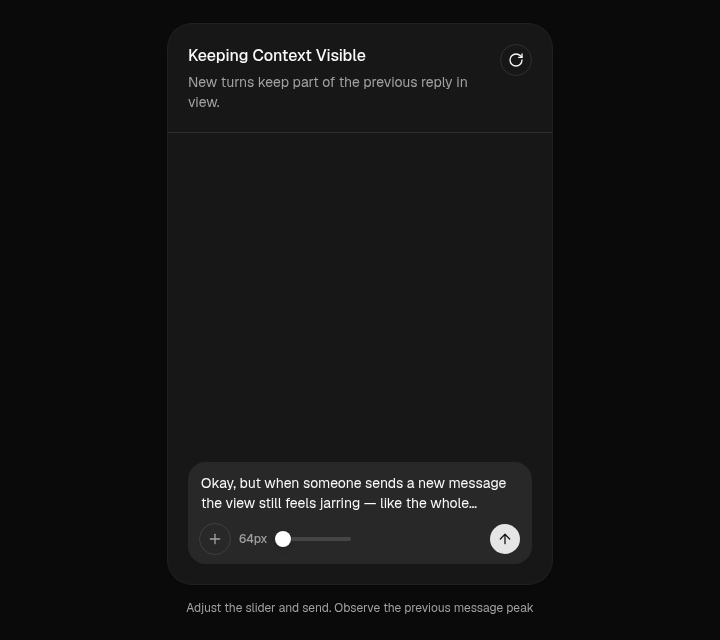 Keeping Context Visible
New turns keep part of the previous reply in
view.
Okay, but when someone sends a new message
the view still feels jarring — like the whole...
64px
Adjust the slider and send. Observe the previous message peak